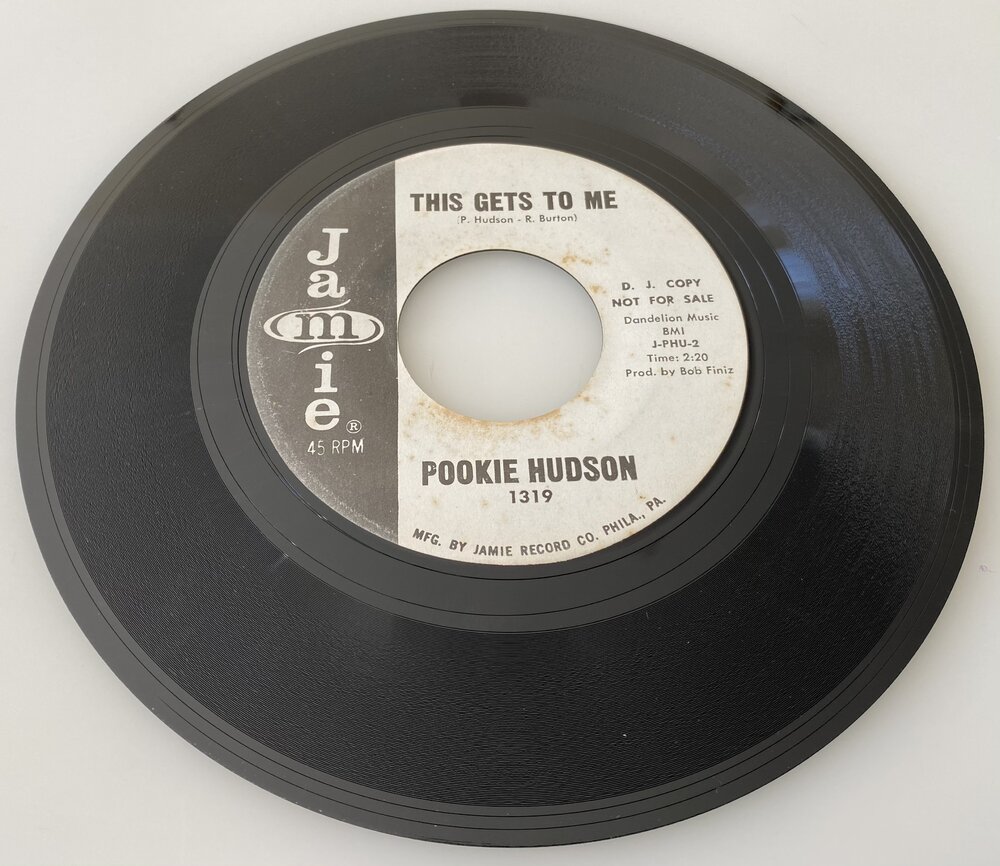 THIS GETS TO ME
(P. Hudson - R. Burton)
Jamie®
45 RPM
D. J. COPY
NOT FOR SALE
Dandelion Music
BMI
J-PHU-2
Time: 2:20
Prod. by Bob Finiz
POOKIE HUDSON
1319
MFG. BY JAMIE RECORD CO. PHILA., PA.